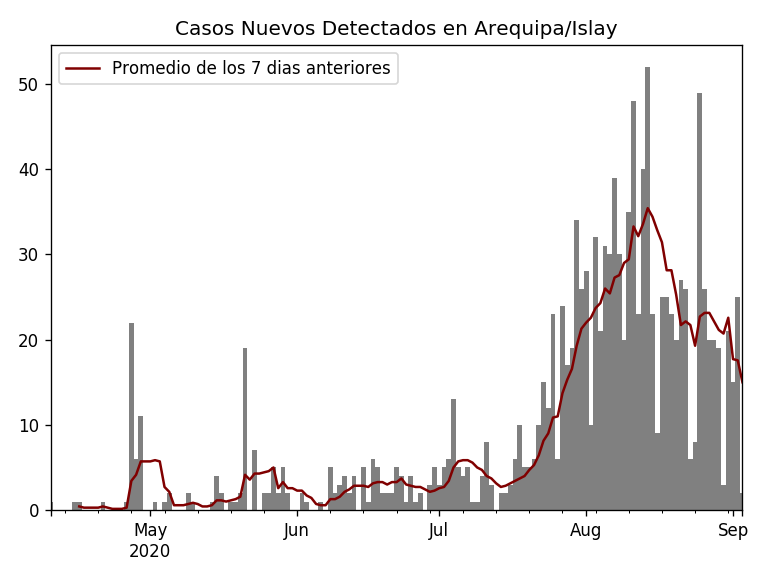 Casos Nuevos Detectados en Arequipa/Islay
Promedio de los 7 dias anteriores
50
40
30
20
10
0
May Jun Jul Aug Sep
2020